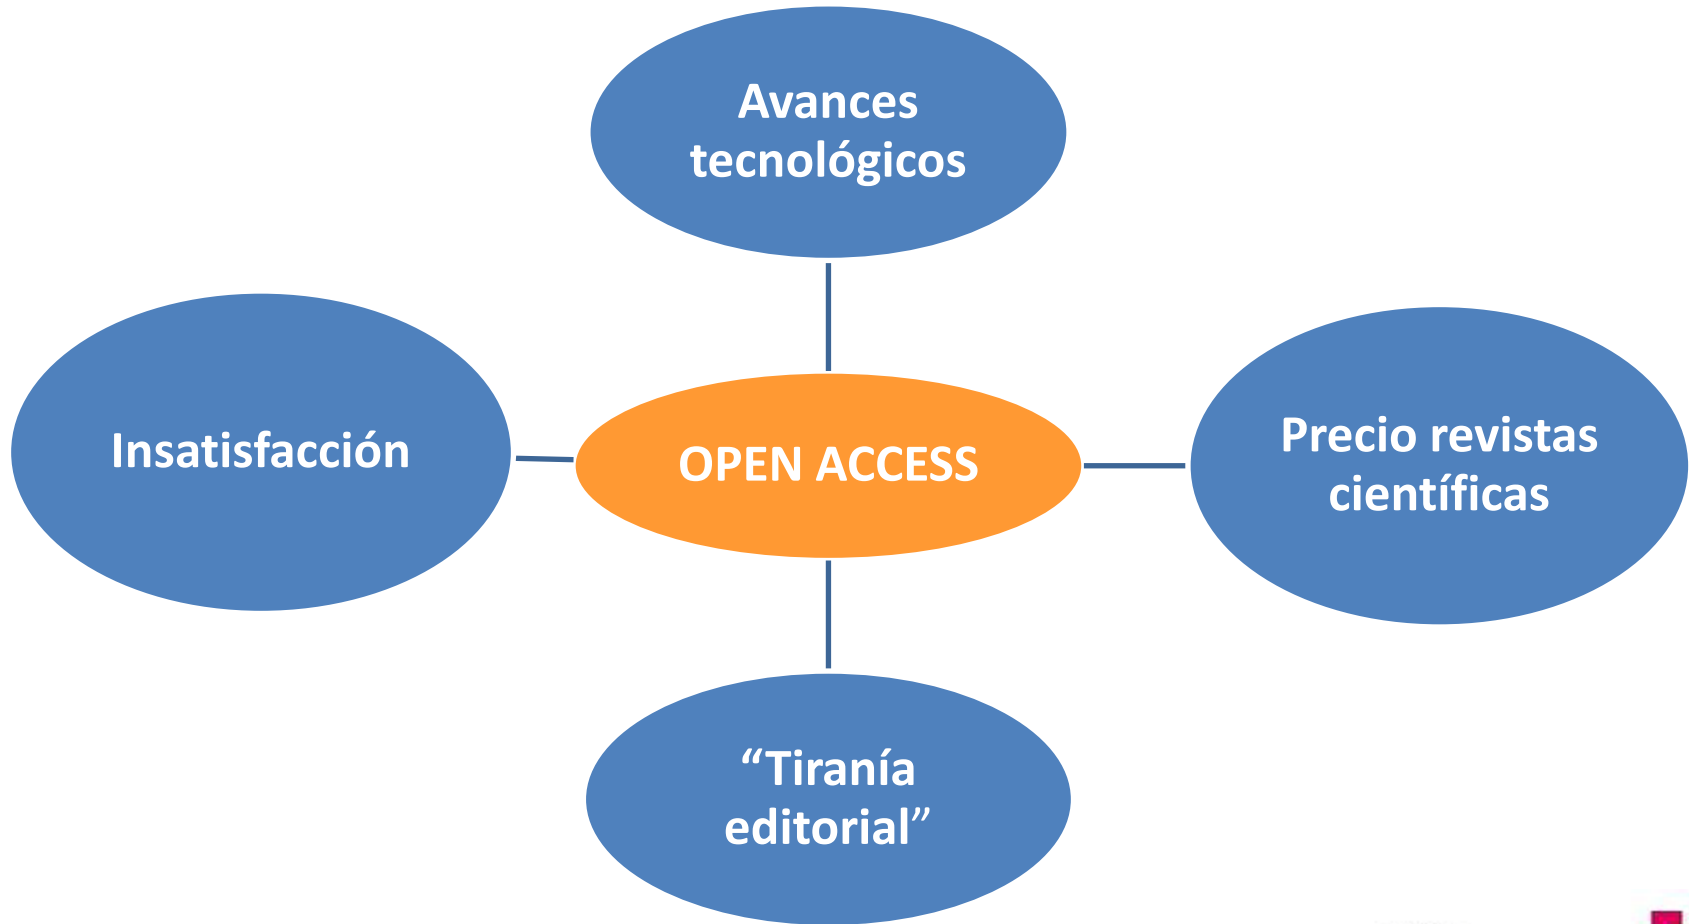 Avances
tecnológicos
Insatisfacción
OPEN ACCESS
Precio revistas
científicas
“Tiranía
editorial”